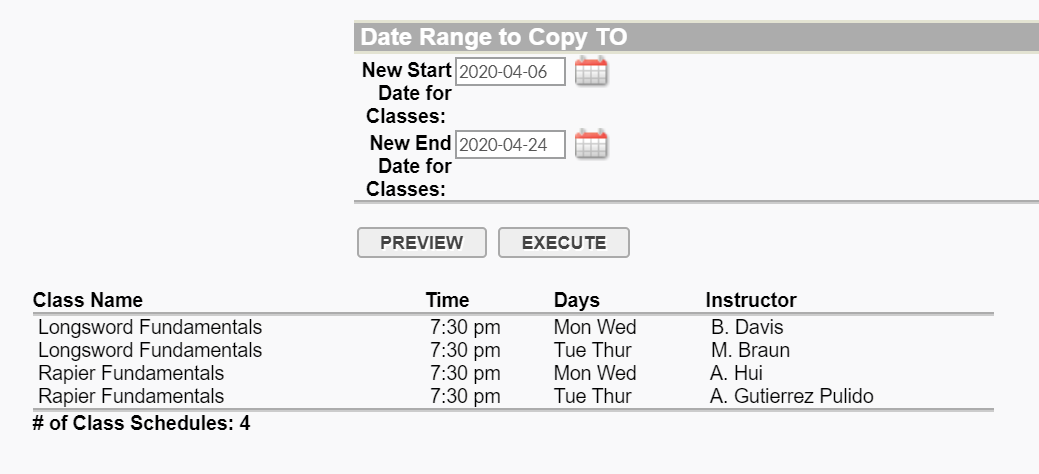 Date Range to Copy TO
New Start 2020-04-06
Date for
Classes:
New End 2020-04-24
Date for
Classes:
PREVIEW EXECUTE
Class Name Time Days Instructor
Longsword Fundamentals 7:30 pm Mon Wed B. Davis
Longsword Fundamentals 7:30 pm Tue Thur M. Braun
Rapier Fundamentals 7:30 pm Mon Wed A. Hui
Rapier Fundamentals 7:30 pm Tue Thur A. Gutierrez Pulido
# of Class Schedules: 4